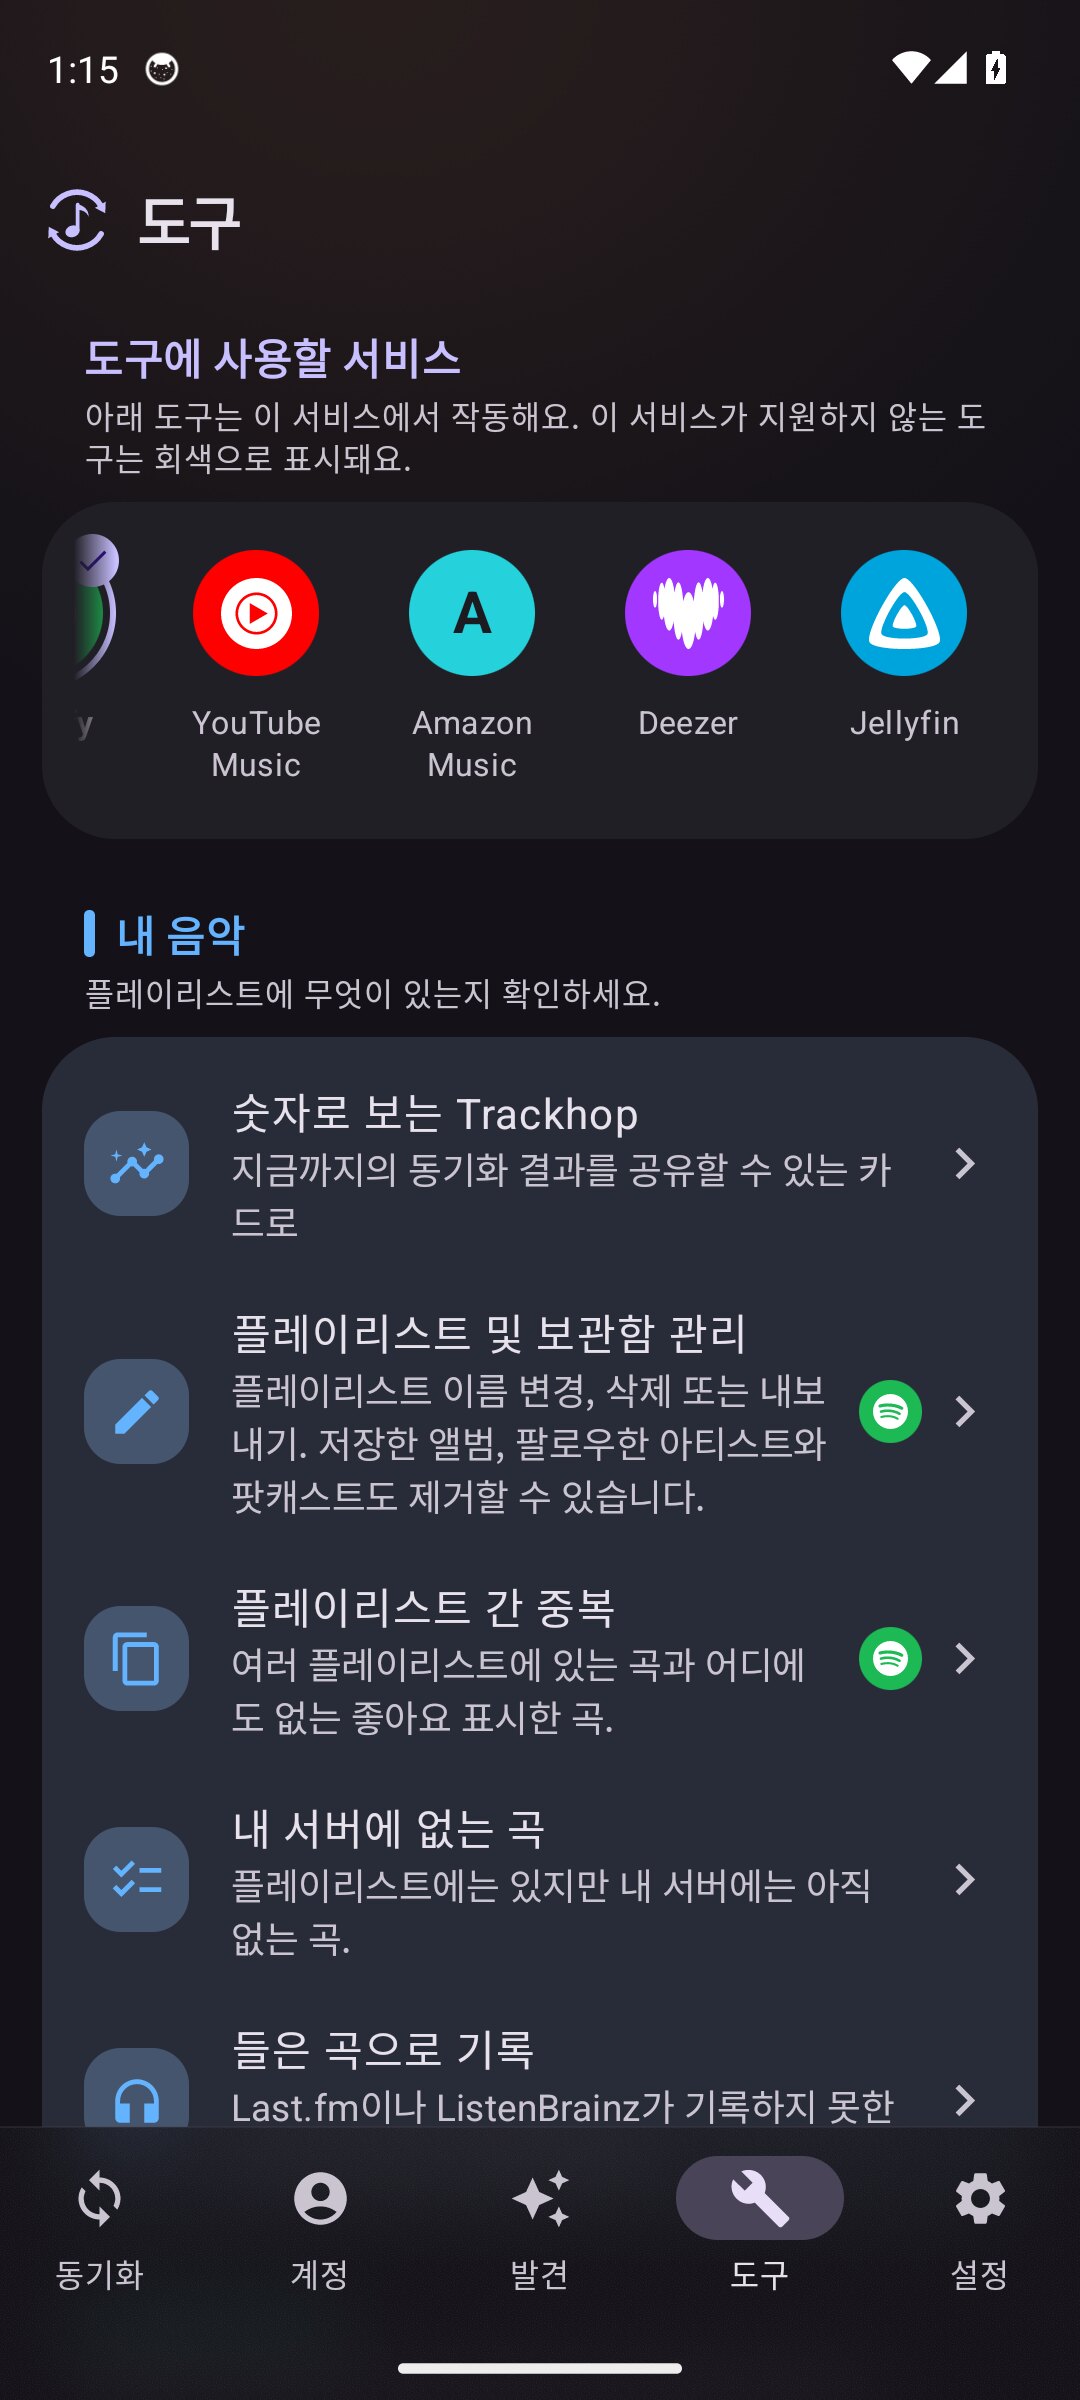 1:15
도구
도구에 사용할 서비스
아래 도구는 이 서비스에서 작동해요. 이 서비스가 지원하지 않는 도
구는 회색으로 표시돼요.
y
YouTube
Music
A
Amazon
Music
Deezer
Jellyfin
내 음악
플레이리스트에 무엇이 있는지 확인하세요.
숫자로 보는 Trackhop
지금까지의 동기화 결과를 공유할 수 있는 카
드로
플레이리스트 및 보관함 관리
플레이리스트 이름 변경, 삭제 또는 내보
내기. 저장한 앨범, 팔로우한 아티스트와
팟캐스트도 제거할 수 있습니다.
플레이리스트 간 중복
여러 플레이리스트에 있는 곡과 어디에
도 없는 좋아요 표시한 곡.
내 서버에 없는 곡
플레이리스트에는 있지만 내 서버에는 아직
없는 곡.
들은 곡으로 기록
Last.fm이나 ListenBrainz가 기록하지 못한
동기화
계정
발견
도구
설정